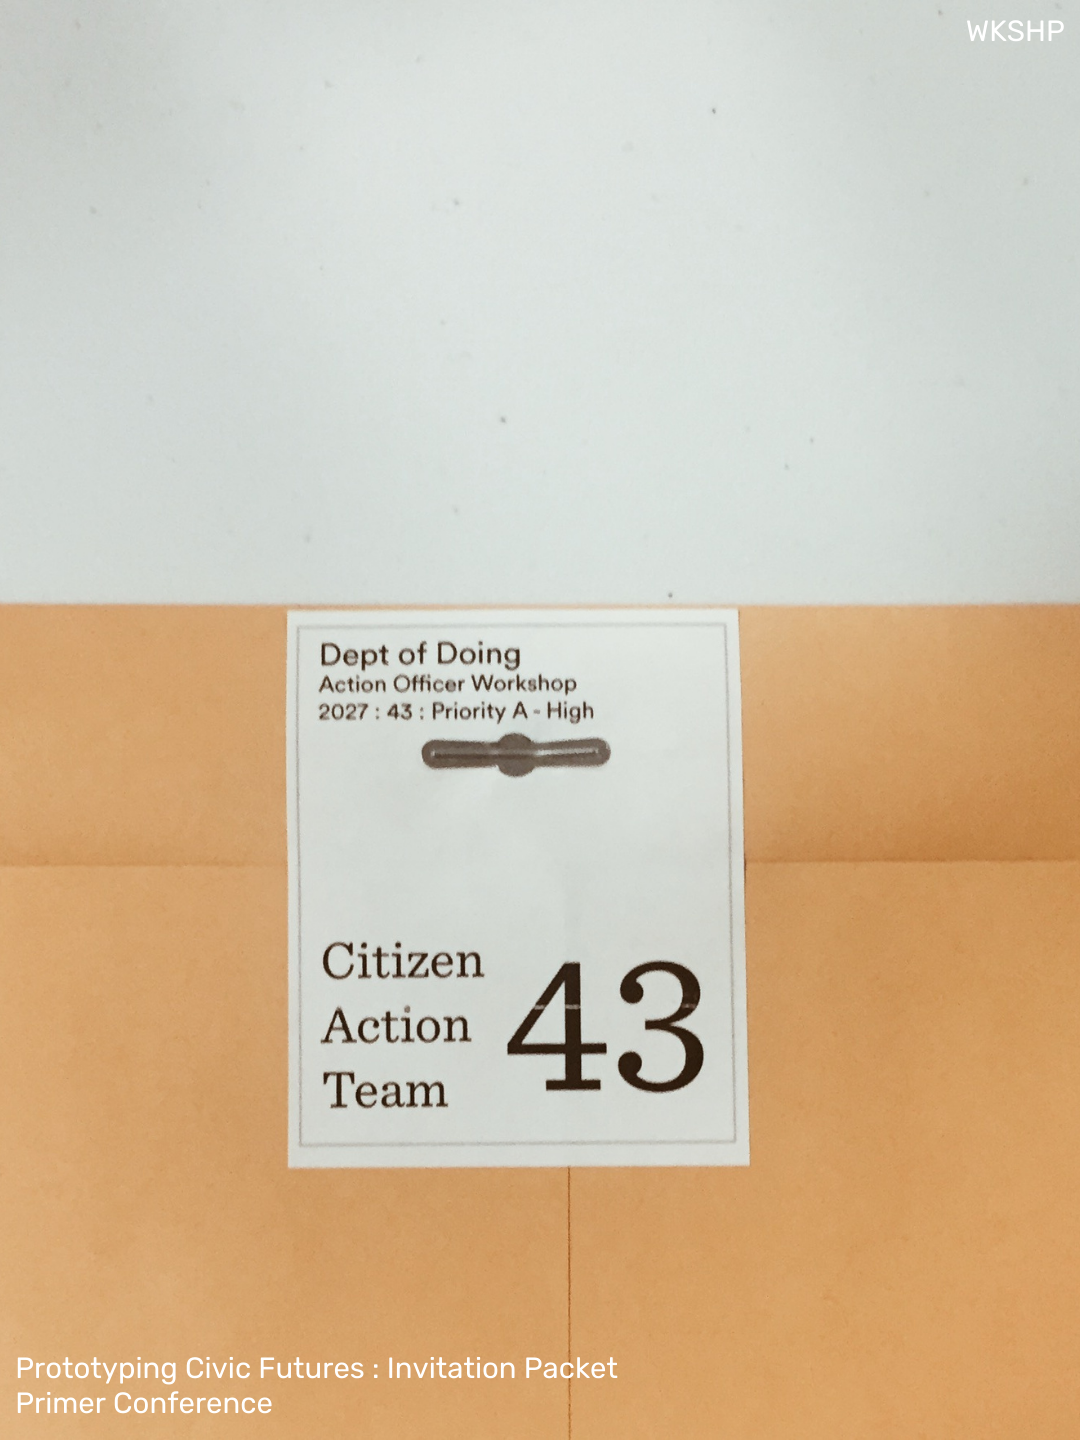 WKSHP
Dept of Doing
Action Officer Workshop
2027 : 43 : Priority A - High
Citizen
Action
Team
43
Prototyping Civic Futures : Invitation Packet
Primer Conference